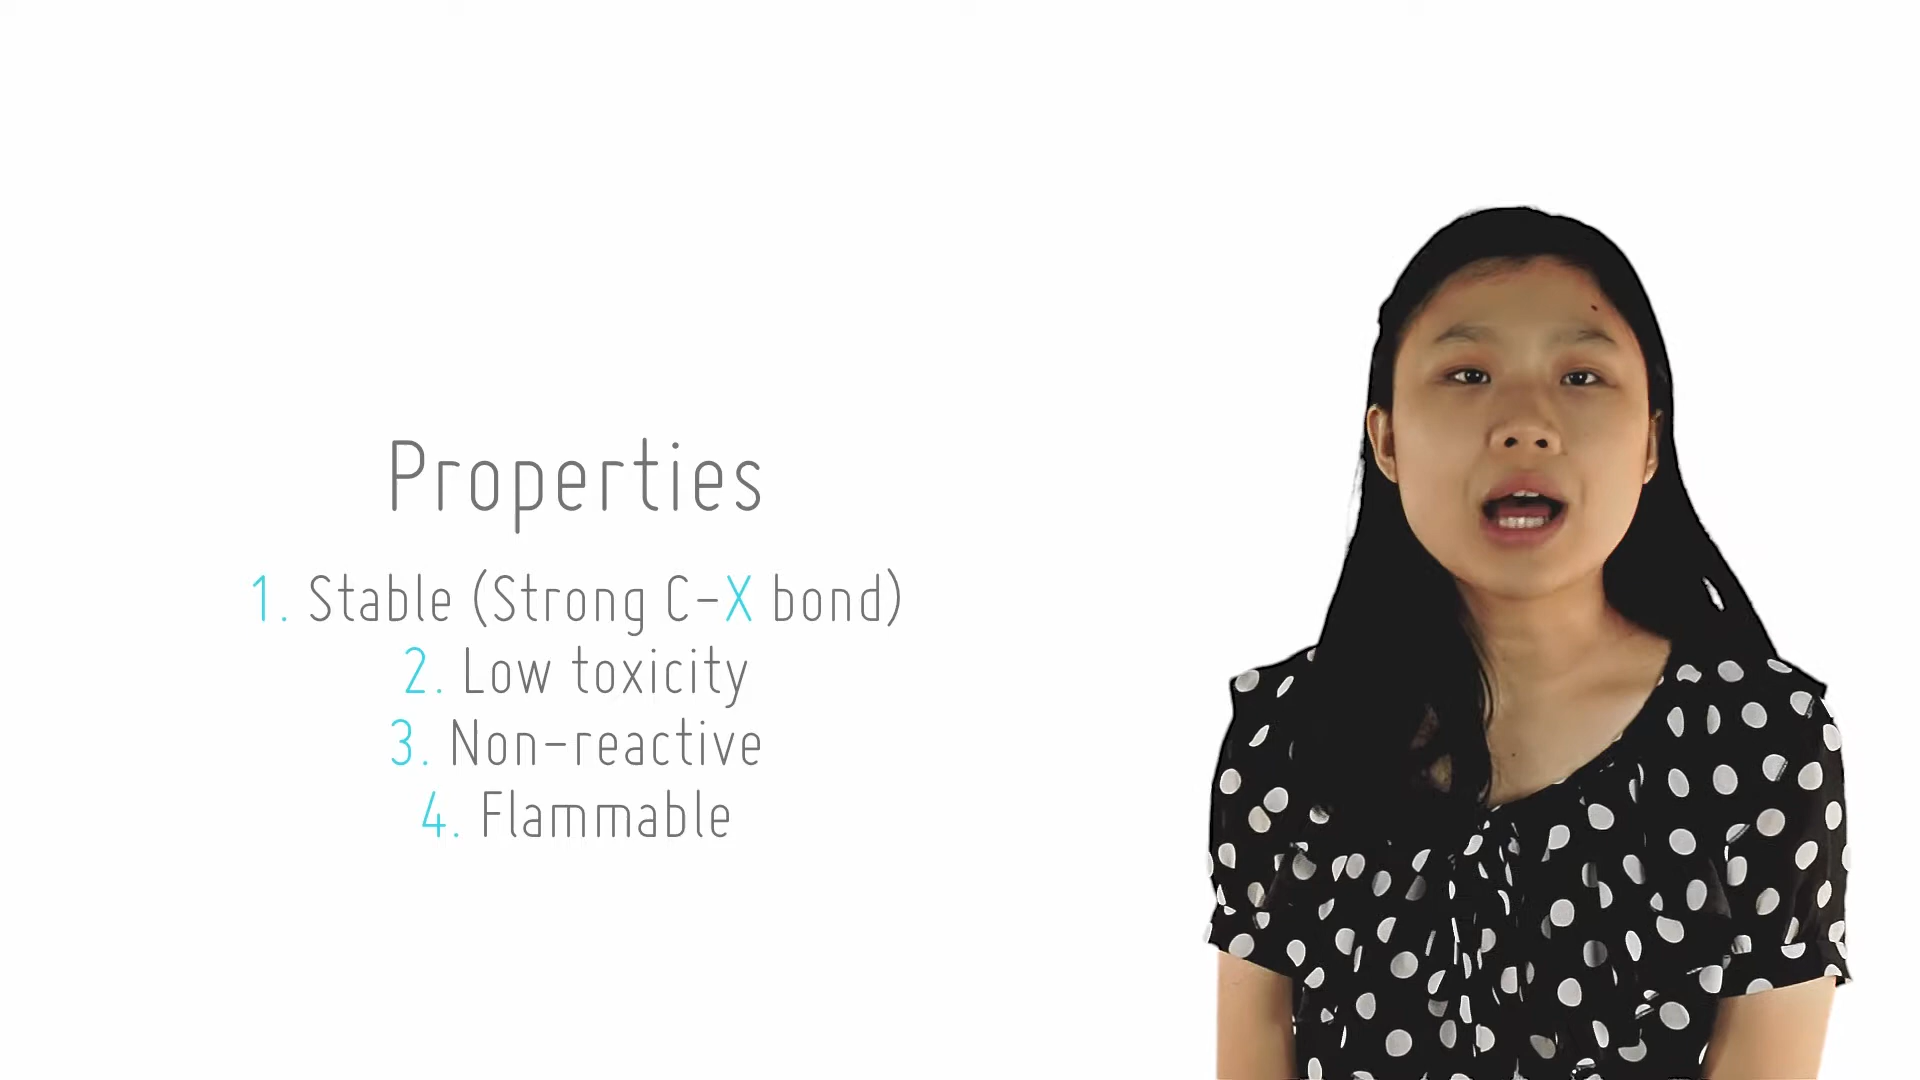 Properties
1. Stable (Strong C-X bond)
2. Low toxicity
3. Non-reactive
4. Flammable